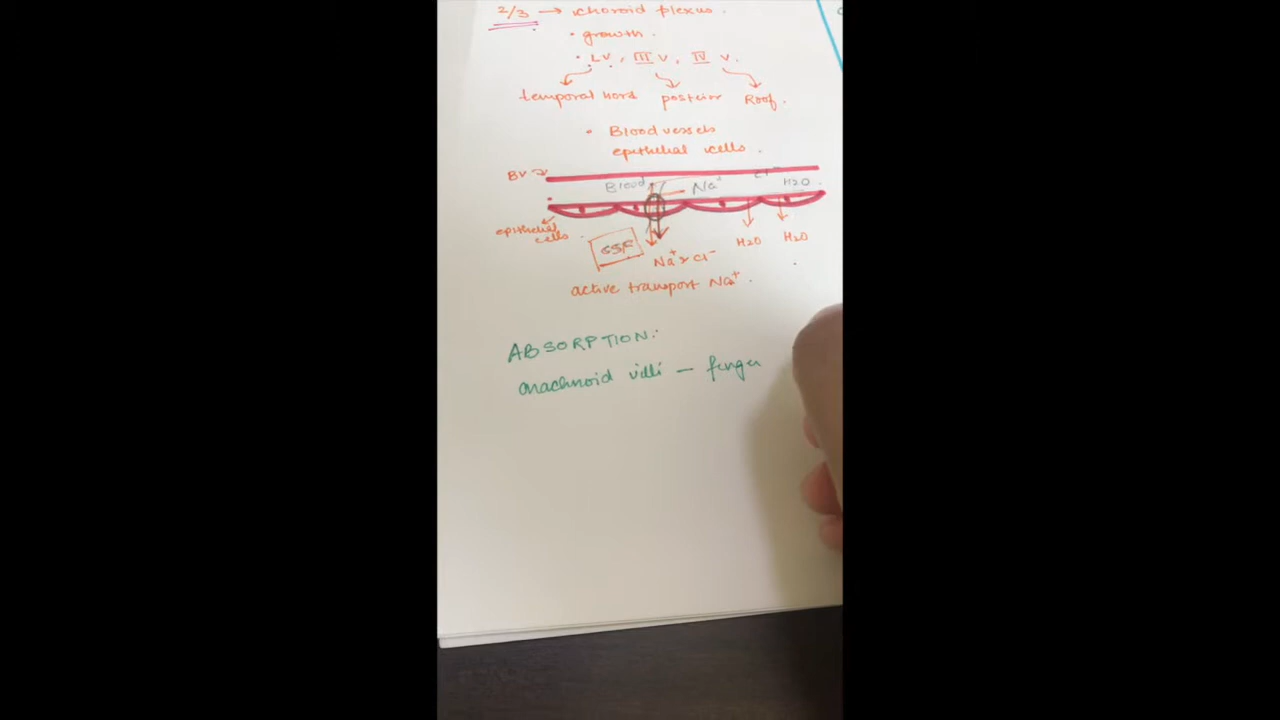 2/3 → choroid plexus.
• growth.
• LV, III V, IV V.
temporal horn posterior Roof.
• Blood vessels
epithelial cells.
BV → Blood Na+ Cl- H2O
epithelial
cells.
CSF Na+ & Cl- H2O H2O
active transport Na+.
ABSORPTION:
arachnoid villi - finger